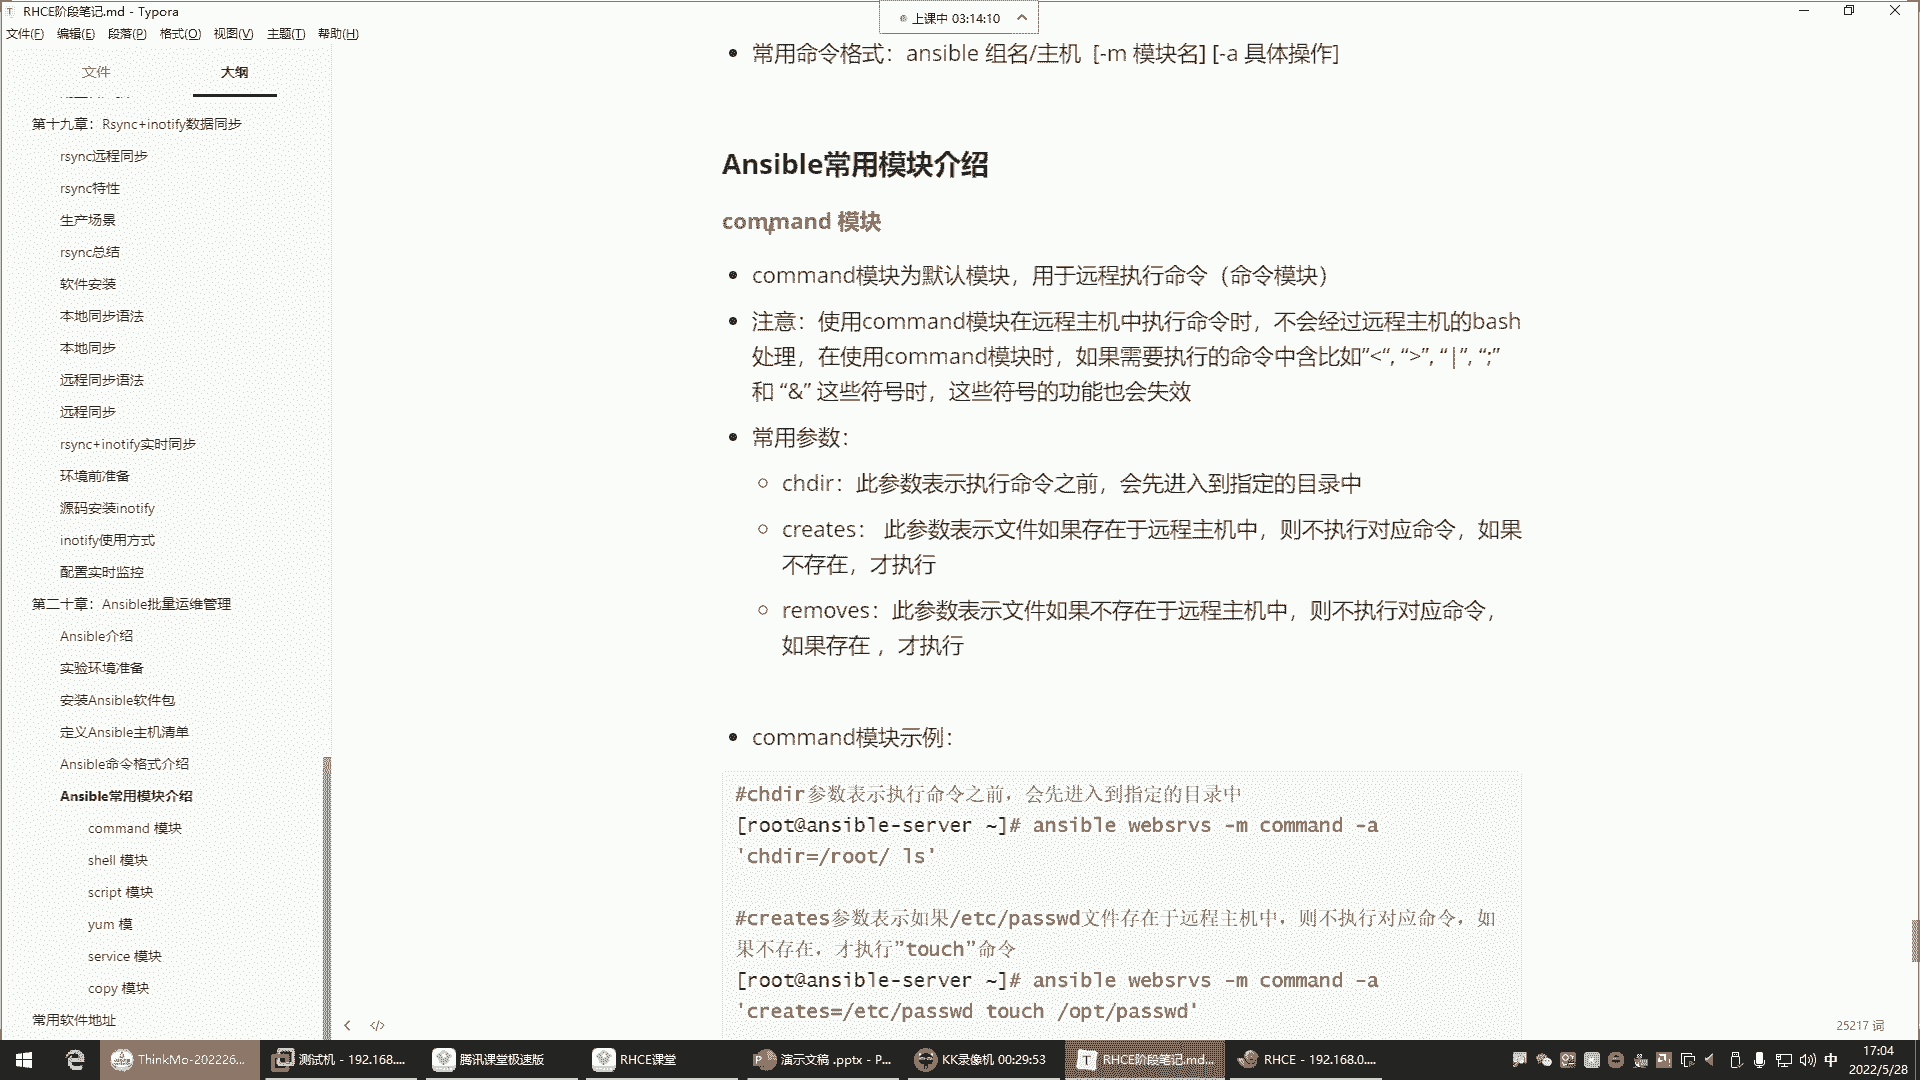 RHCE阶段笔记.md - Typora
上课中 03:14:10
文件(F) 编辑(E) 段落(P) 格式(O) 视图(V) 主题(T) 帮助(H)
文件 大纲
第十九章：Rsync+inotify数据同步
rsync远程同步
rsync特性
生产场景
rsync总结
软件安装
本地同步语法
本地同步
远程同步语法
远程同步
rsync+inotify实时同步
环境前准备
源码安装inotify
inotify使用方式
配置实时监控
第二十章：Ansible批量运维管理
Ansible介绍
实验环境准备
安装Ansible软件包
定义Ansible主机清单
Ansible命令格式介绍
Ansible常用模块介绍
command 模块
shell 模块
script 模块
yum 模
service 模块
copy 模块
常用软件地址
常用命令格式：ansible 组名/主机 [-m 模块名] [-a 具体操作]
Ansible常用模块介绍
command 模块
command模块为默认模块，用于远程执行命令（命令模块）
注意：使用command模块在远程主机中执行命令时，不会经过远程主机的bash
处理，在使用command模块时，如果需要执行的命令中含比如”<“, “>”, “|”, “;”
和 “&” 这些符号时，这些符号的功能也会失效
常用参数：
chdir：此参数表示执行命令之前，会先进入到指定的目录中
creates： 此参数表示文件如果存在于远程主机中，则不执行对应命令，如果
不存在，才执行
removes：此参数表示文件如果不存在于远程主机中，则不执行对应命令，
如果存在 ，才执行
command模块示例：
#chdir参数表示执行命令之前，会先进入到指定的目录中
[root@ansible-server ~]# ansible websrvs -m command -a
'chdir=/root/ ls'
#creates参数表示如果/etc/passwd文件存在于远程主机中，则不执行对应命令，如
果不存在，才执行”touch”命令
[root@ansible-server ~]# ansible websrvs -m command -a
'creates=/etc/passwd touch /opt/passwd'
25217 词
ThinkMo-202226...
测试机 - 192.168....
腾讯课堂极速版
RHCE课堂
演示文稿 .pptx - P...
KK录像机 00:29:53
RHCE阶段笔记.md...
RHCE - 192.168.0....
中
17:04
2022/5/28